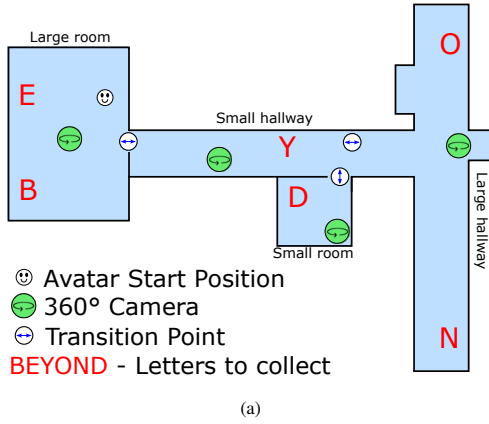 Large room
O
E
Small hallway
Y
B
D
Small room
Large hallway
N
Avatar Start Position
360° Camera
Transition Point
BEYOND - Letters to collect
(a)